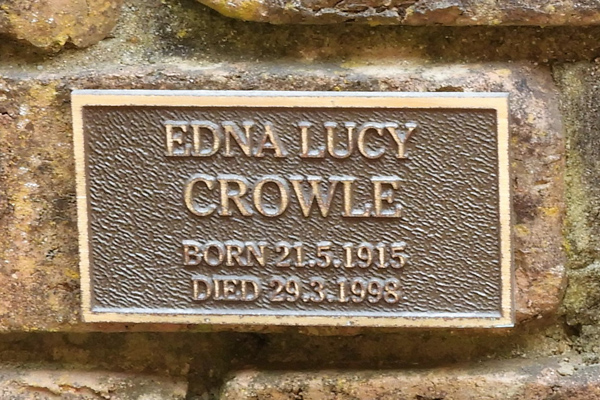 EDNA LUCY
CROWLE
BORN 21.5.1915
DIED 29.3.1998